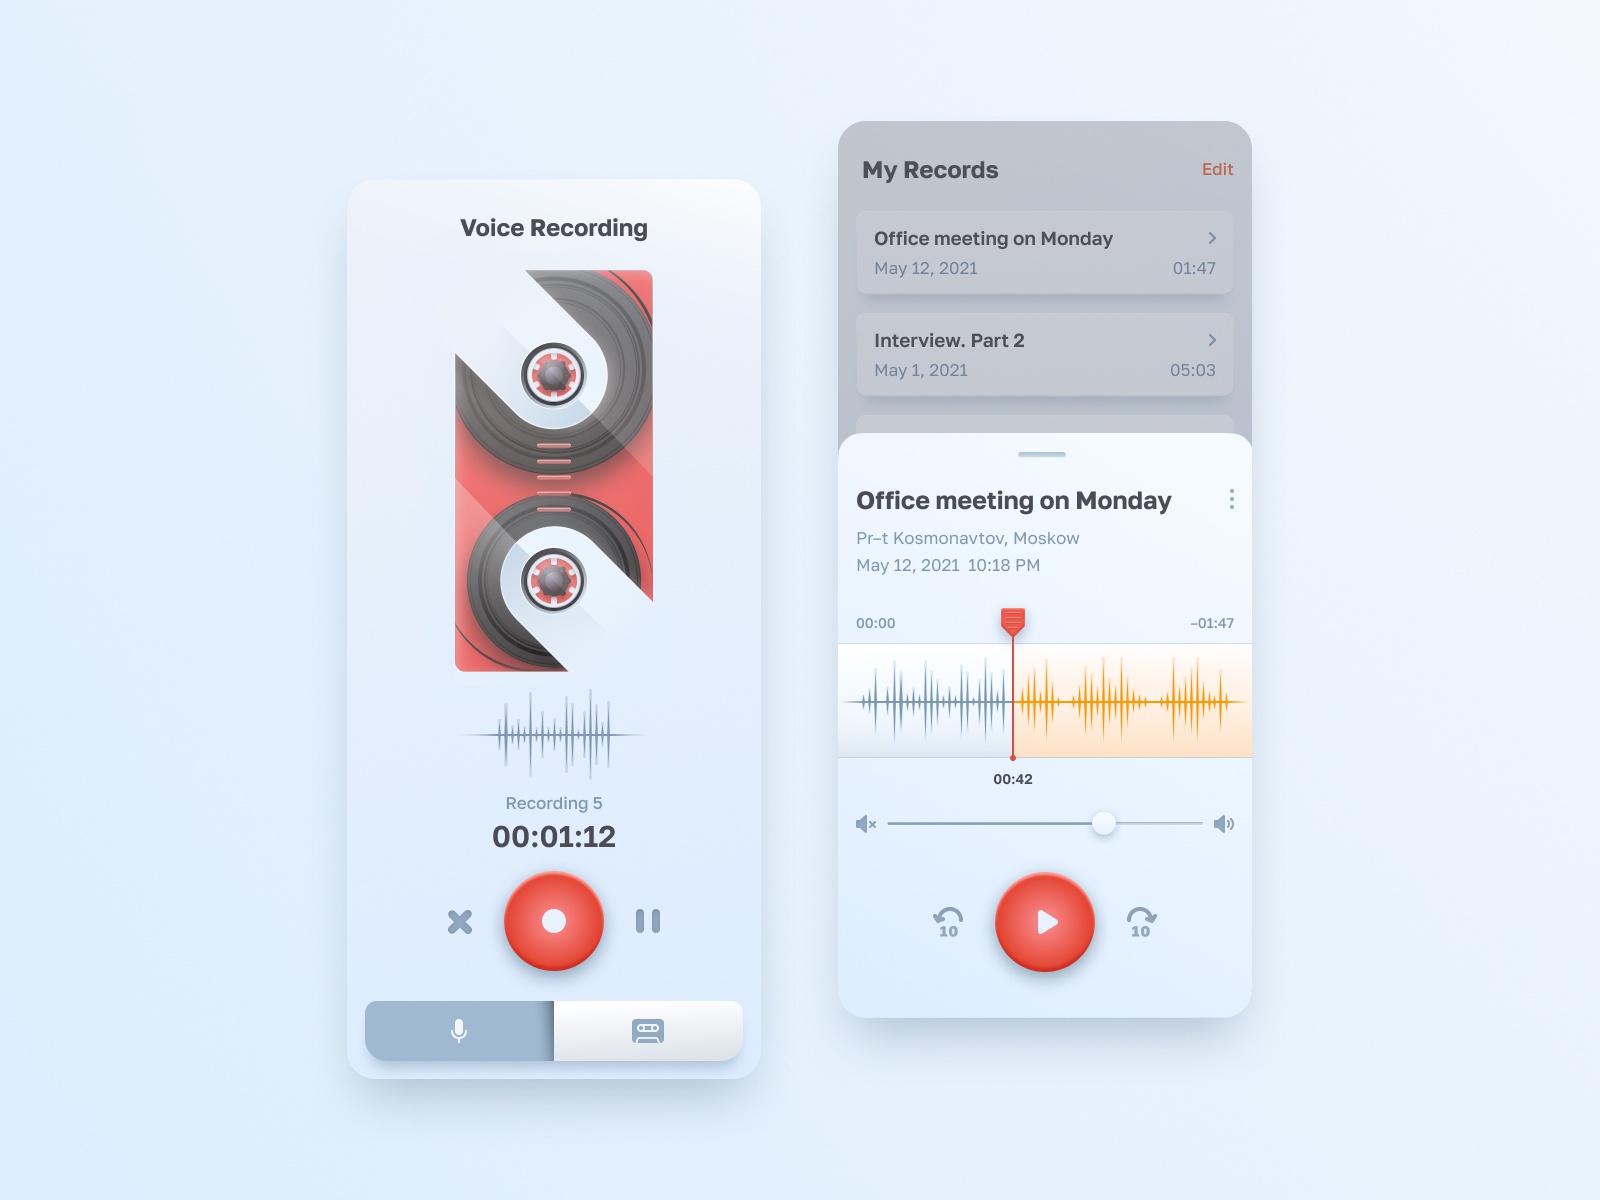 Voice Recording
Recording 5
00:01:12
My Records
Edit
Office meeting on Monday
May 12, 2021
01:47
Interview. Part 2
May 1, 2021
05:03
Office meeting on Monday
Pr–t Kosmonavtov, Moskow
May 12, 2021 10:18 PM
00:00
–01:47
00:42
10
10